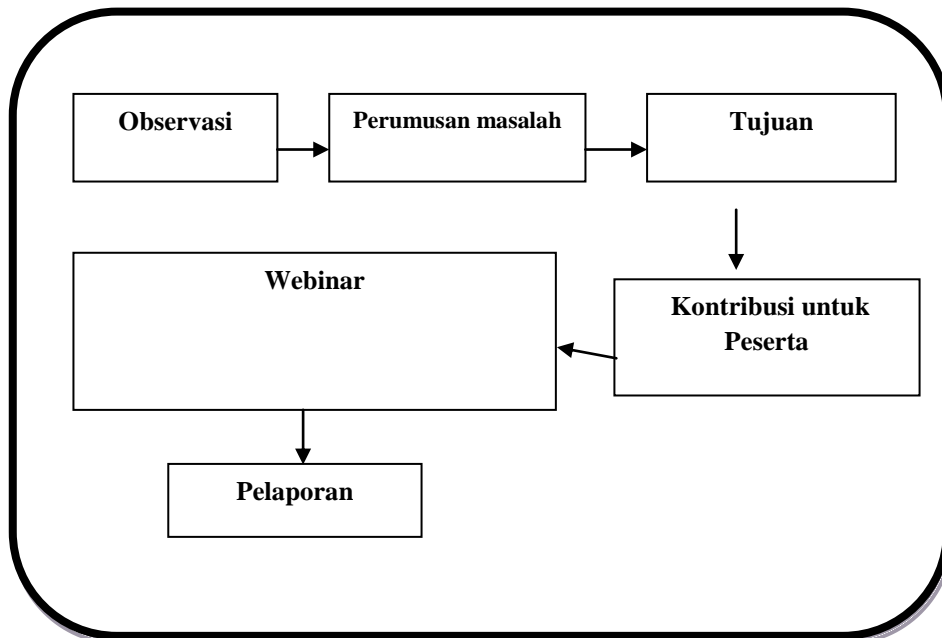 Observasi
Perumusan masalah
Tujuan
Kontribusi untuk
Peserta
Webinar
Pelaporan